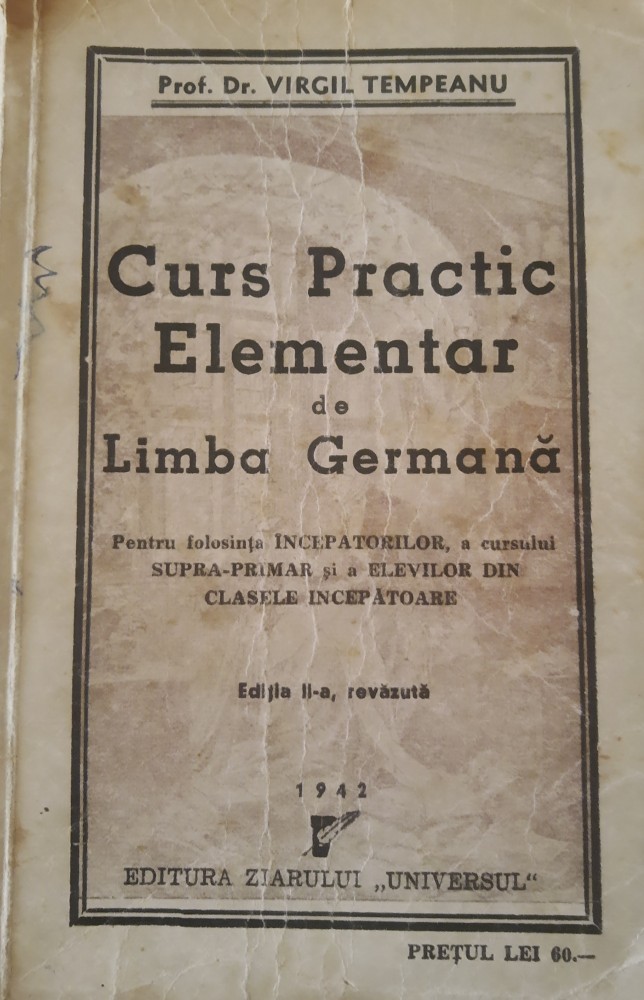 Prof. Dr. VIRGIL TEMPEANU
Curs Practic
Elementar
de
Limba Germană
Pentru folosința ÎNCEPATORILOR, a cursului
SUPRA-PRIMAR și a ELEVILOR DIN
CLASELE INCEPĂTOARE
Ediția II-a, revăzută
1942
EDITURA ZIARULUI „UNIVERSUL“
PREȚUL LEI 60.—